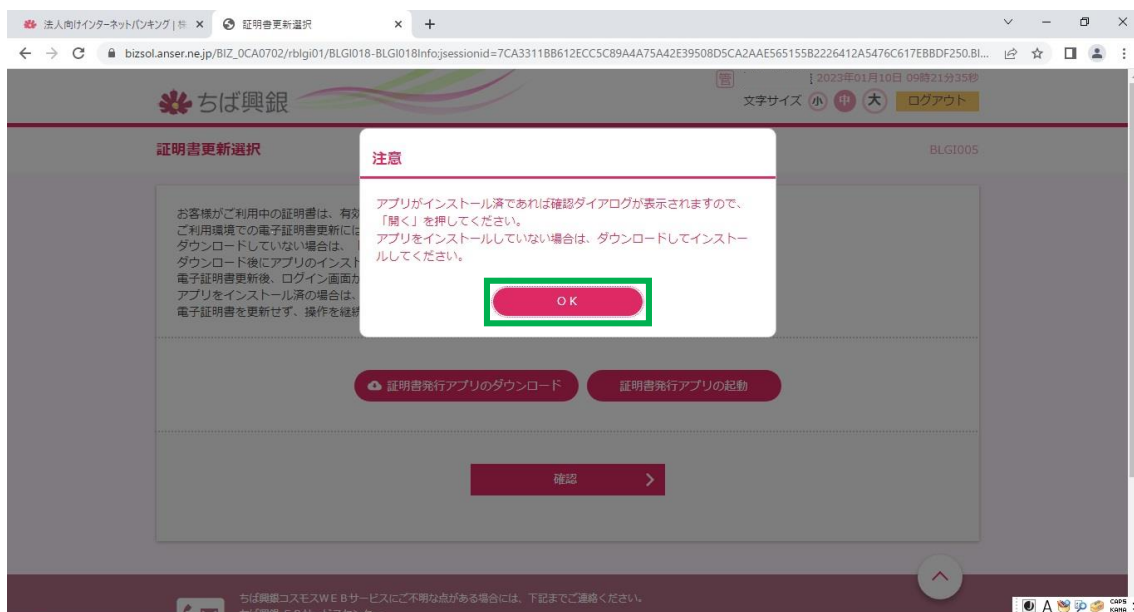 法人向けインターネットバンキング | ち
証明書更新選択
bizsol.anser.ne.jp/BIZ_0CA0702/rblgi01/BLGI018-BLGI018Info;jsessionid=7CA3311BB612ECC5C89A4A75A42E39508D5CA2AAE565155B2226412A5476C617EBBDF250.BI...
管
2023年01月10日 09時21分35秒
ちば興銀
文字サイズ 小 中 大 ログアウト
証明書更新選択
BLGI005
注意
アプリがインストール済であれば確認ダイアログが表示されますので、
「開く」を押してください。
アプリをインストールしていない場合は、ダウンロードしてインストー
ルしてください。
OK
お客様がご利用中の証明書は、有効
ご利用環境での電子証明書更新には
ダウンロードしていない場合は、
ダウンロード後にアプリのインスト
電子証明書更新後、ログイン画面が
アプリをインストール済の場合は、
電子証明書を更新せず、操作を継続
証明書発行アプリのダウンロード
証明書発行アプリの起動
確認
ちば興銀コスモスWEBサービスにご不明な点がある場合には、下記までご連絡ください。
A
CAPS
KANA